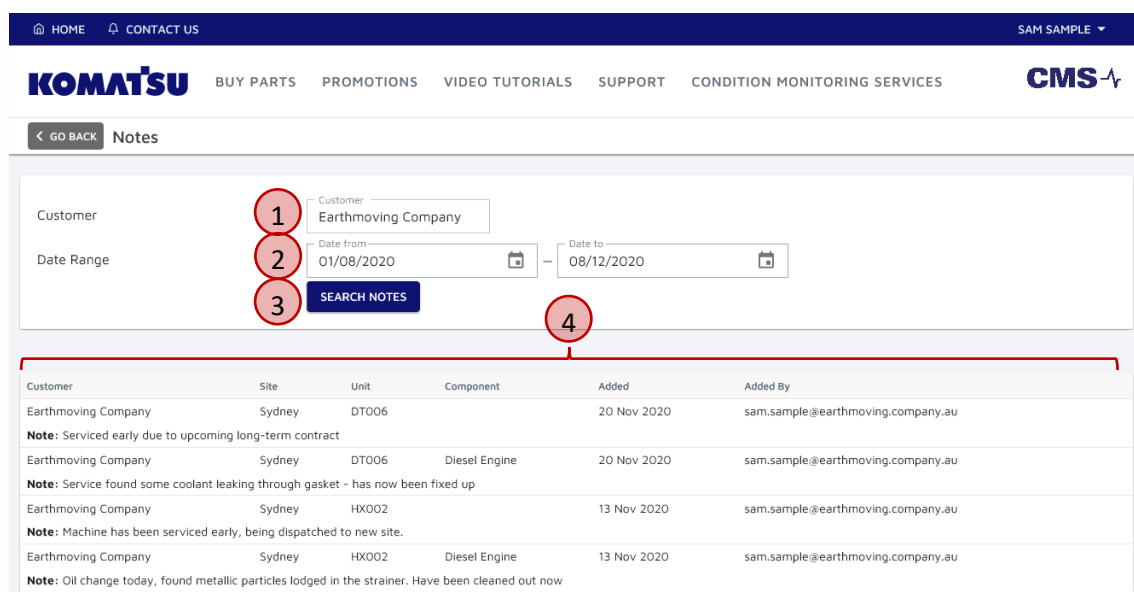 HOME CONTACT US SAM SAMPLE
KOMATSU BUY PARTS PROMOTIONS VIDEO TUTORIALS SUPPORT CONDITION MONITORING SERVICES CMS
GO BACK Notes
Customer
Customer 1 Earthmoving Company
Date from Date to
Date Range 2 01/08/2020 – 08/12/2020
3 SEARCH NOTES
4
Customer Site Unit Component Added Added By
Earthmoving Company Sydney DT006 20 Nov 2020 sam.sample@earthmoving.company.au
Note: Serviced early due to upcoming long-term contract
Earthmoving Company Sydney DT006 Diesel Engine 20 Nov 2020 sam.sample@earthmoving.company.au
Note: Service found some coolant leaking through gasket - has now been fixed up
Earthmoving Company Sydney HX002 13 Nov 2020 sam.sample@earthmoving.company.au
Note: Machine has been serviced early, being dispatched to new site.
Earthmoving Company Sydney HX002 Diesel Engine 13 Nov 2020 sam.sample@earthmoving.company.au
Note: Oil change today, found metallic particles lodged in the strainer. Have been cleaned out now